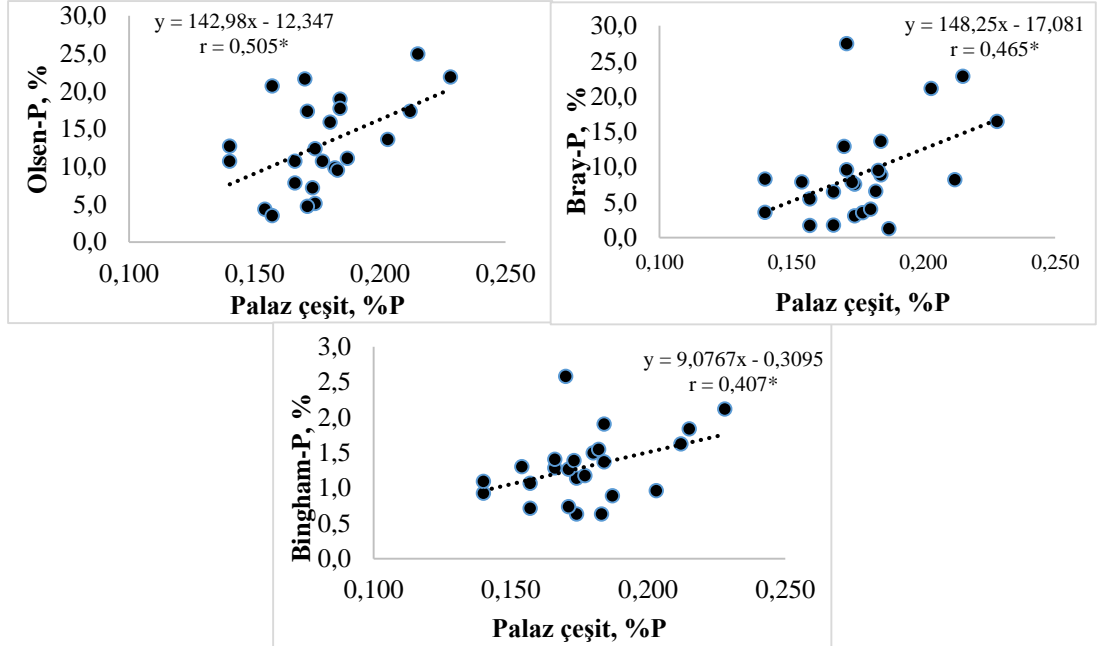 y = 142,98x - 12,347
r = 0,505*
30,0
25,0
20,0
15,0
10,0
5,0
0,0
Olsen-P, %
0,100 0,150 0,200 0,250
Palaz çeşit, %P
y = 148,25x - 17,081
r = 0,465*
30,0
25,0
20,0
15,0
10,0
5,0
0,0
Bray-P, %
0,100 0,150 0,200 0,250
Palaz çeşit, %P
y = 9,0767x - 0,3095
r = 0,407*
3,0
2,5
2,0
1,5
1,0
0,5
0,0
Bingham-P, %
0,100 0,150 0,200 0,250
Palaz çeşit, %P